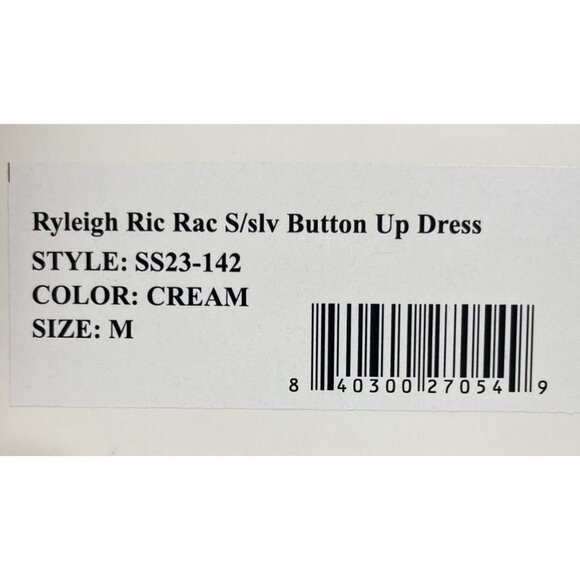 Ryleigh Ric Rac S/slv Button Up Dress
STYLE: SS23-142
COLOR: CREAM
SIZE: M
8 40300 27054 9